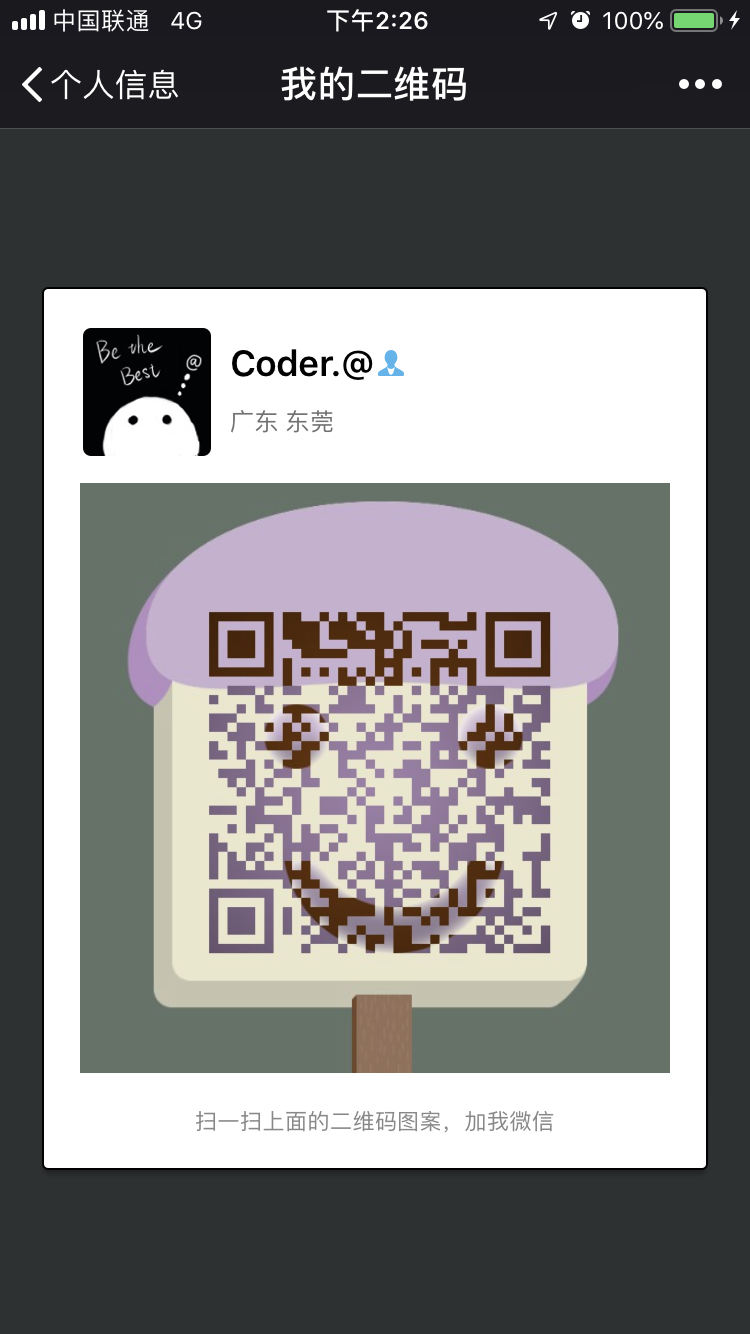 中国联通 4G 下午2:26 100%
个人信息 我的二维码
Be the
Best
@
Coder.@
广东 东莞
扫一扫上面的二维码图案，加我微信